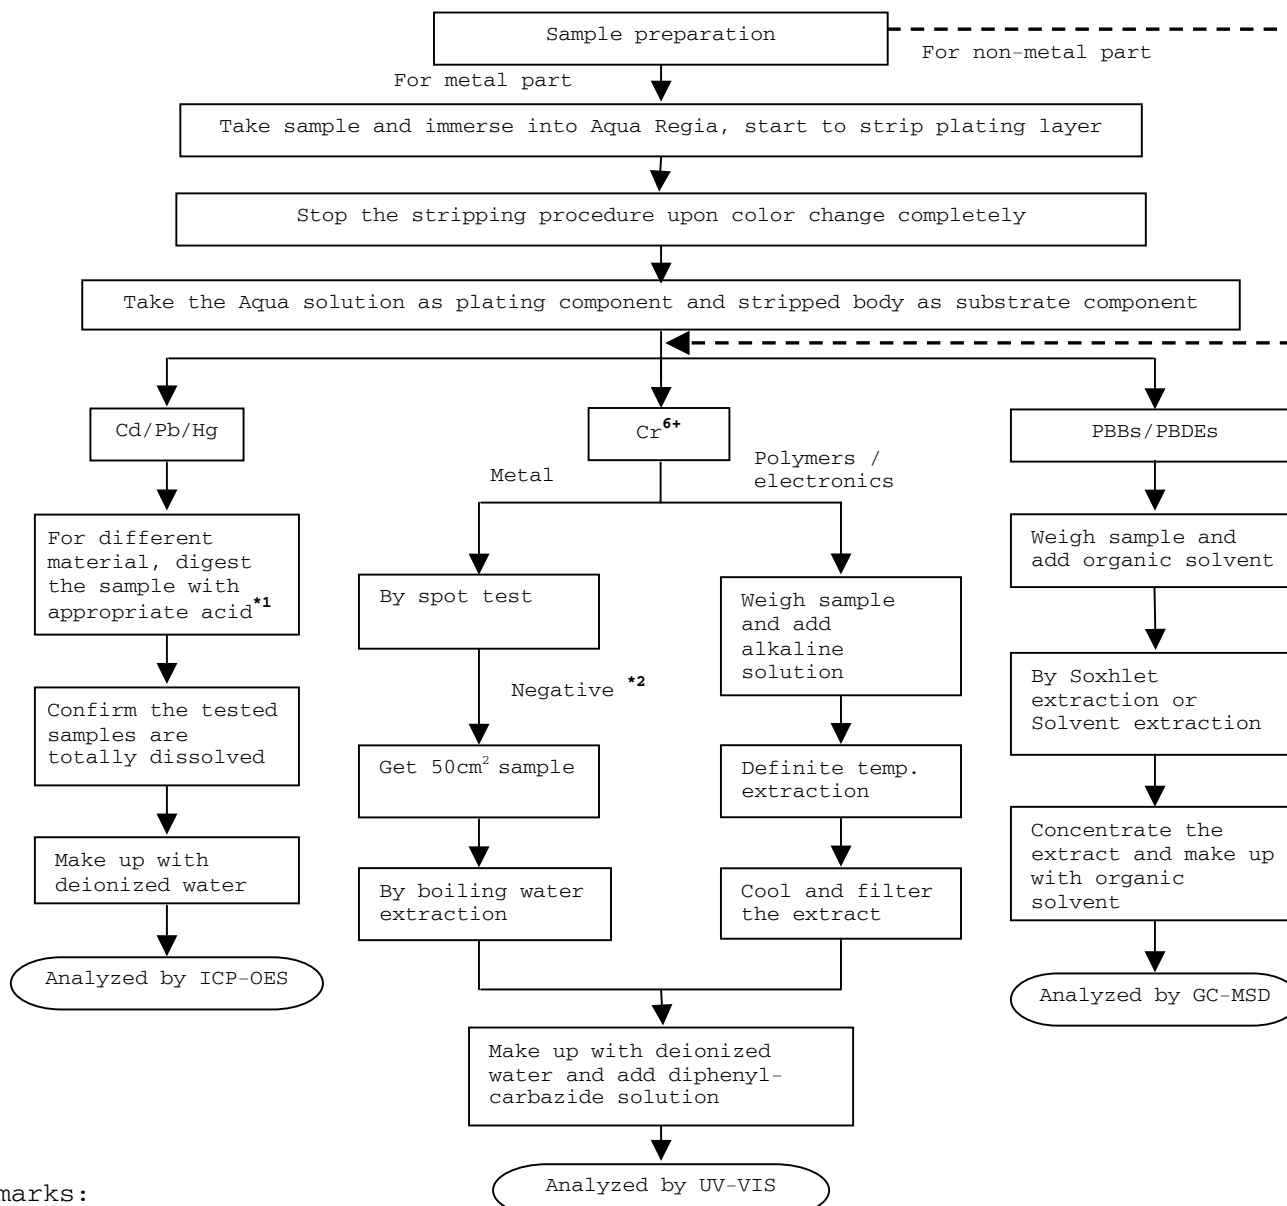 Sample preparation
For non-metal part
For metal part
Take sample and immerse into Aqua Regia, start to strip plating layer
Stop the stripping procedure upon color change completely
Take the Aqua solution as plating component and stripped body as substrate component
Cd/Pb/Hg
For different
material, digest
the sample with
appropriate acid*1
Confirm the tested
samples are
totally dissolved
Make up with
deionized water
Analyzed by ICP-OES
Cr6+
Metal
By spot test
Negative *2
Get 50cm2 sample
By boiling water
extraction
Polymers /
electronics
Weigh sample
and add
alkaline
solution
Definite temp.
extraction
Cool and filter
the extract
Make up with deionized
water and add diphenyl-
carbazide solution
Analyzed by UV-VIS
PBBs/PBDEs
Weigh sample and
add organic solvent
By Soxhlet
extraction or
Solvent extraction
Concentrate the
extract and make up
with organic
solvent
Analyzed by GC-MSD
marks: